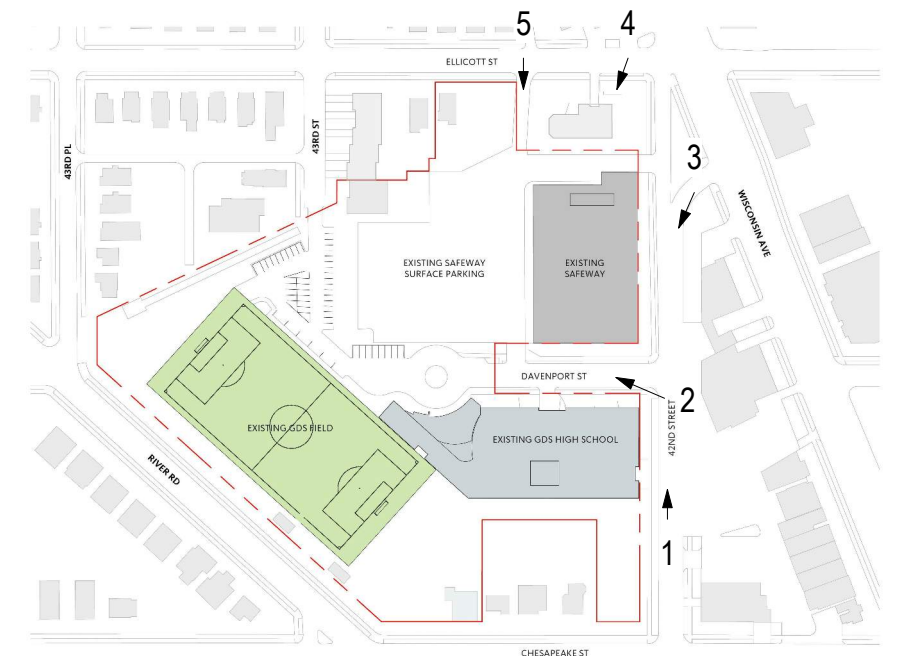 5
4
ELLICOTT ST
43RD PL
43RD ST
3
WISCONSIN AVE
EXISTING SAFEWAY
SURFACE PARKING
EXISTING
SAFEWAY
DAVENPORT ST
2
42ND STREET
EXISTING GDS FIELD
EXISTING GDS HIGH SCHOOL
RIVER RD
1
CHESAPEAKE ST